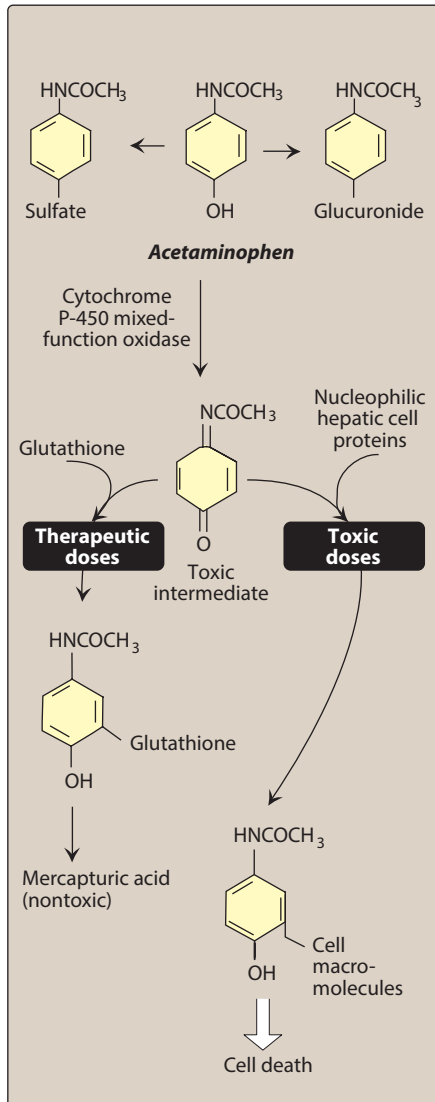 HNCOCH3 HNCOCH3 HNCOCH3
Sulfate OH Glucuronide
Acetaminophen
Cytochrome
P-450 mixed-
function oxidase
Nucleophilic
hepatic cell
proteins
NCOCH3
Glutathione
O
Therapeutic
doses
Toxic
intermediate
Toxic
doses
HNCOCH3
Glutathione
OH
Mercapturic acid
(nontoxic)
HNCOCH3
OH
Cell
macro-
molecules
Cell death